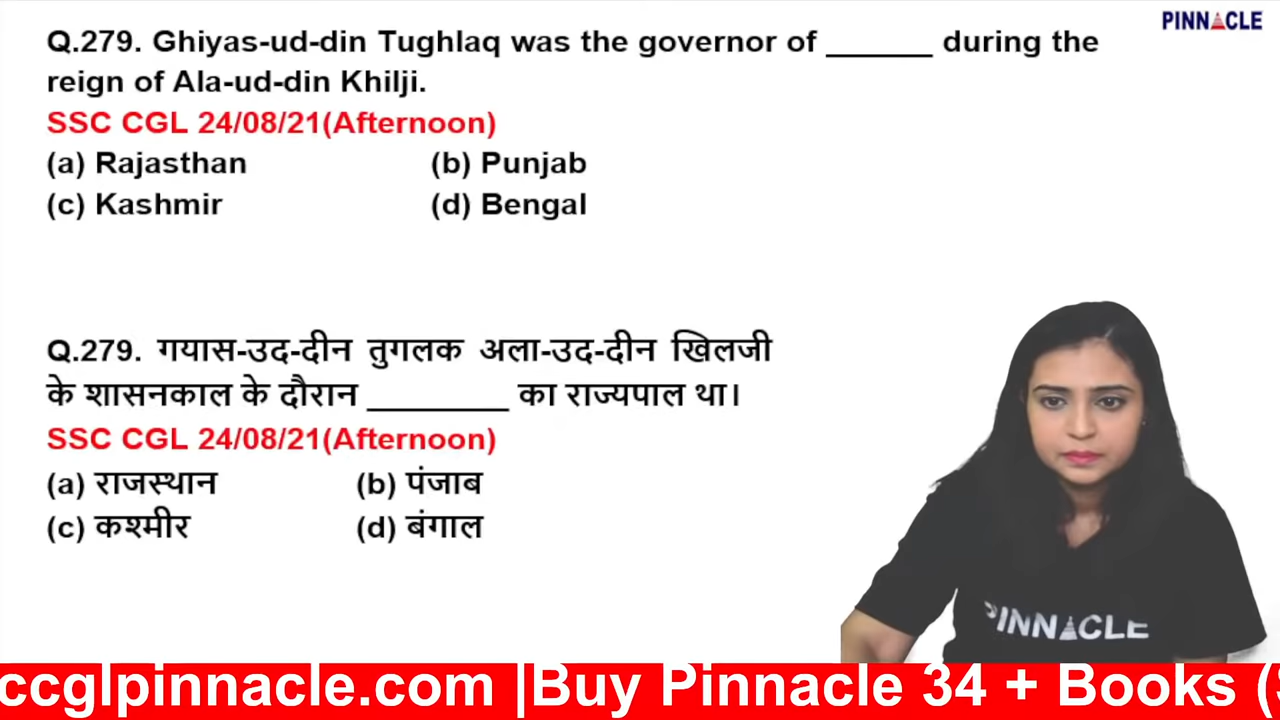 PINNACLE
Q.279. Ghiyas-ud-din Tughlaq was the governor of ______ during the
reign of Ala-ud-din Khilji.
SSC CGL 24/08/21(Afternoon)
(a) Rajasthan (b) Punjab
(c) Kashmir (d) Bengal
Q.279. गयास-उद-दीन तुगलक अला-उद-दीन खिलजी
के शासनकाल के दौरान ________ का राज्यपाल था।
SSC CGL 24/08/21(Afternoon)
(a) राजस्थान (b) पंजाब
(c) कश्मीर (d) बंगाल
PINNACLE
ccglpinnacle.com |Buy Pinnacle 34 + Books (